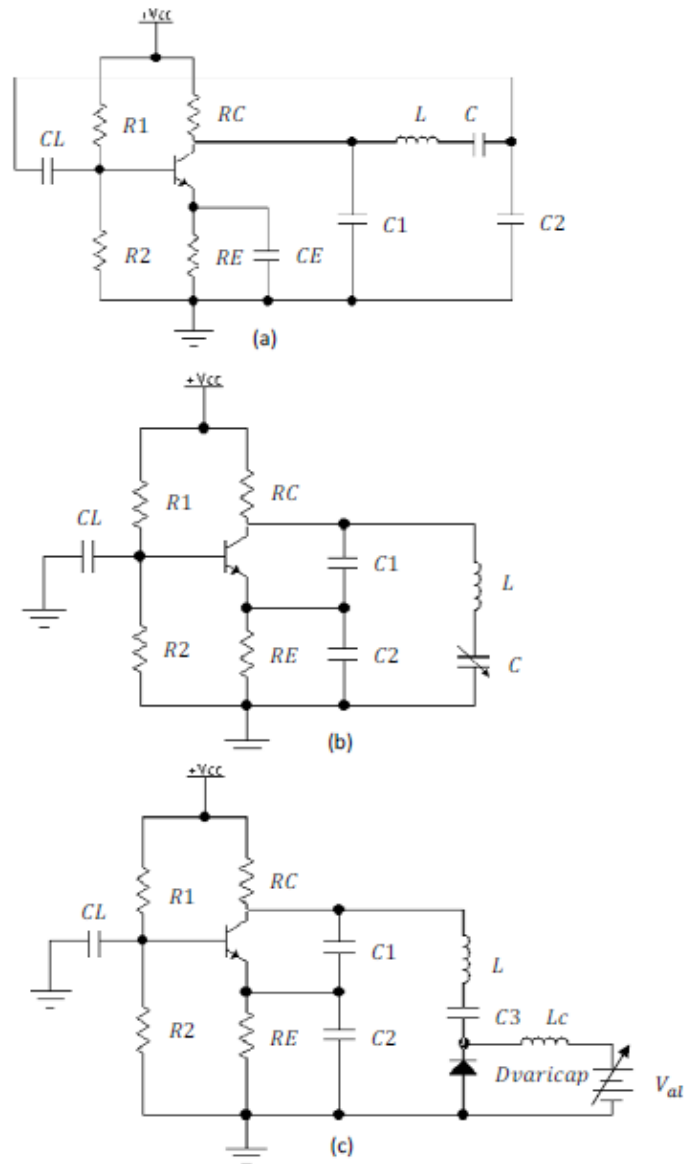 +Vcc
R1
RC
L
C
CL
C1
C2
R2
RE
CE
(a)
+Vcc
R1
RC
CL
C1
L
R2
RE
C2
C
(b)
+Vcc
R1
RC
CL
C1
L
C3
Lc
R2
RE
C2
Dvaricap
Val
(c)